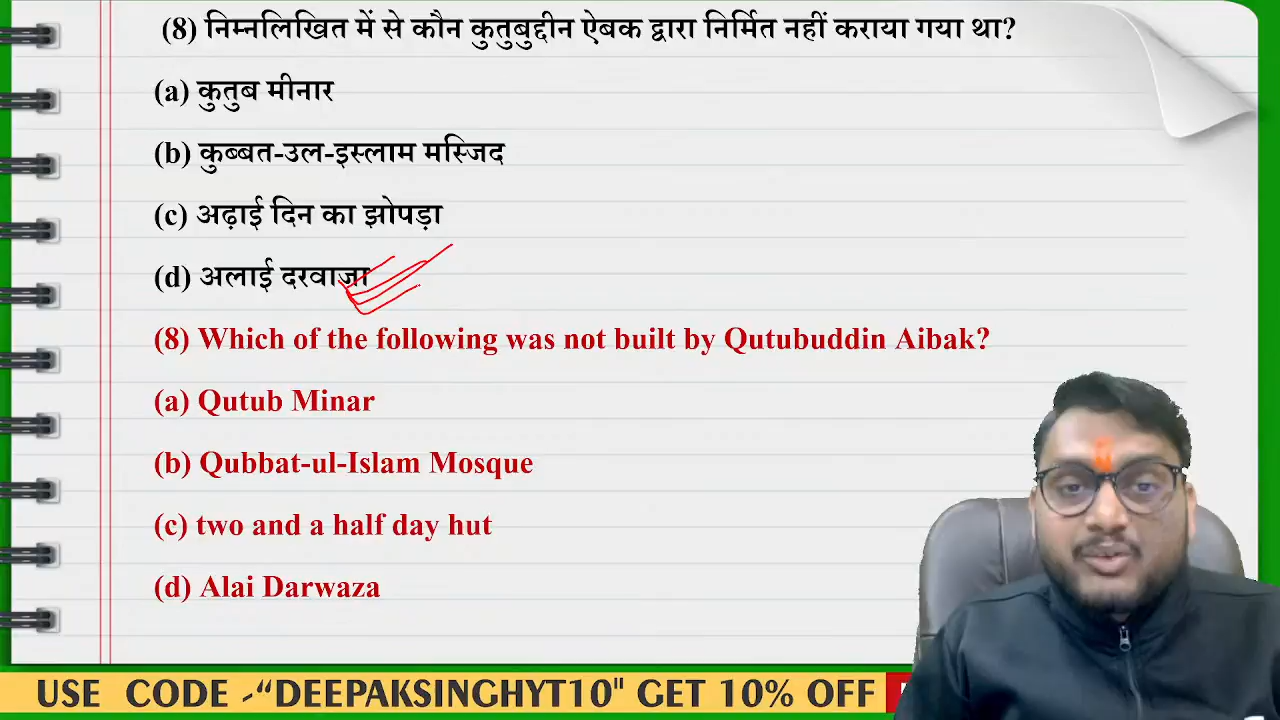 (8) निम्नलिखित में से कौन कुतुबुद्दीन ऐबक द्वारा निर्मित नहीं कराया गया था?
(a) कुतुब मीनार
(b) कुब्बत-उल-इस्लाम मस्जिद
(c) अढ़ाई दिन का झोपड़ा
(d) अलाई दरवाजा
(8) Which of the following was not built by Qutubuddin Aibak?
(a) Qutub Minar
(b) Qubbat-ul-Islam Mosque
(c) two and a half day hut
(d) Alai Darwaza
USE CODE -“DEEPAKSINGHYT10" GET 10% OFF